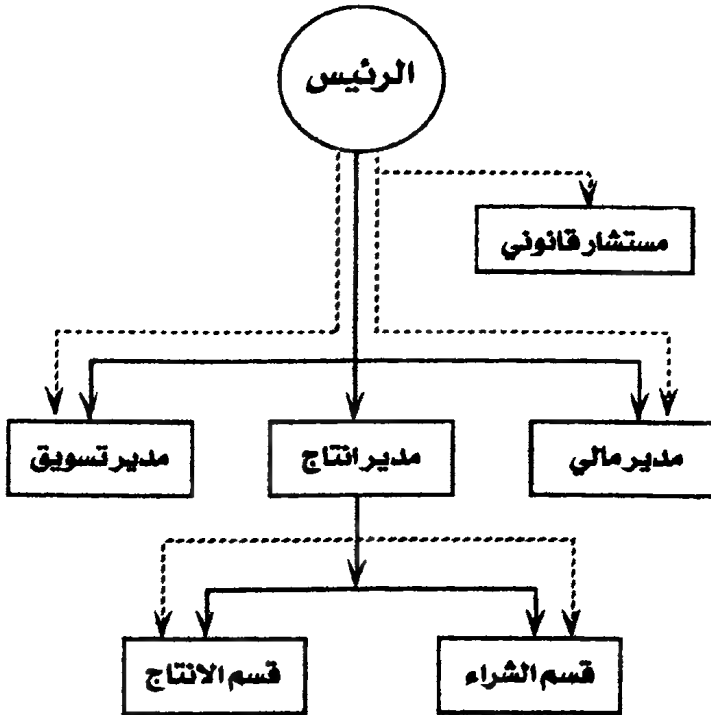 الرئيس
مستشار قانوني
مدير مالي
مدير انتاج
مدير تسويق
قسم الشراء
قسم الانتاج